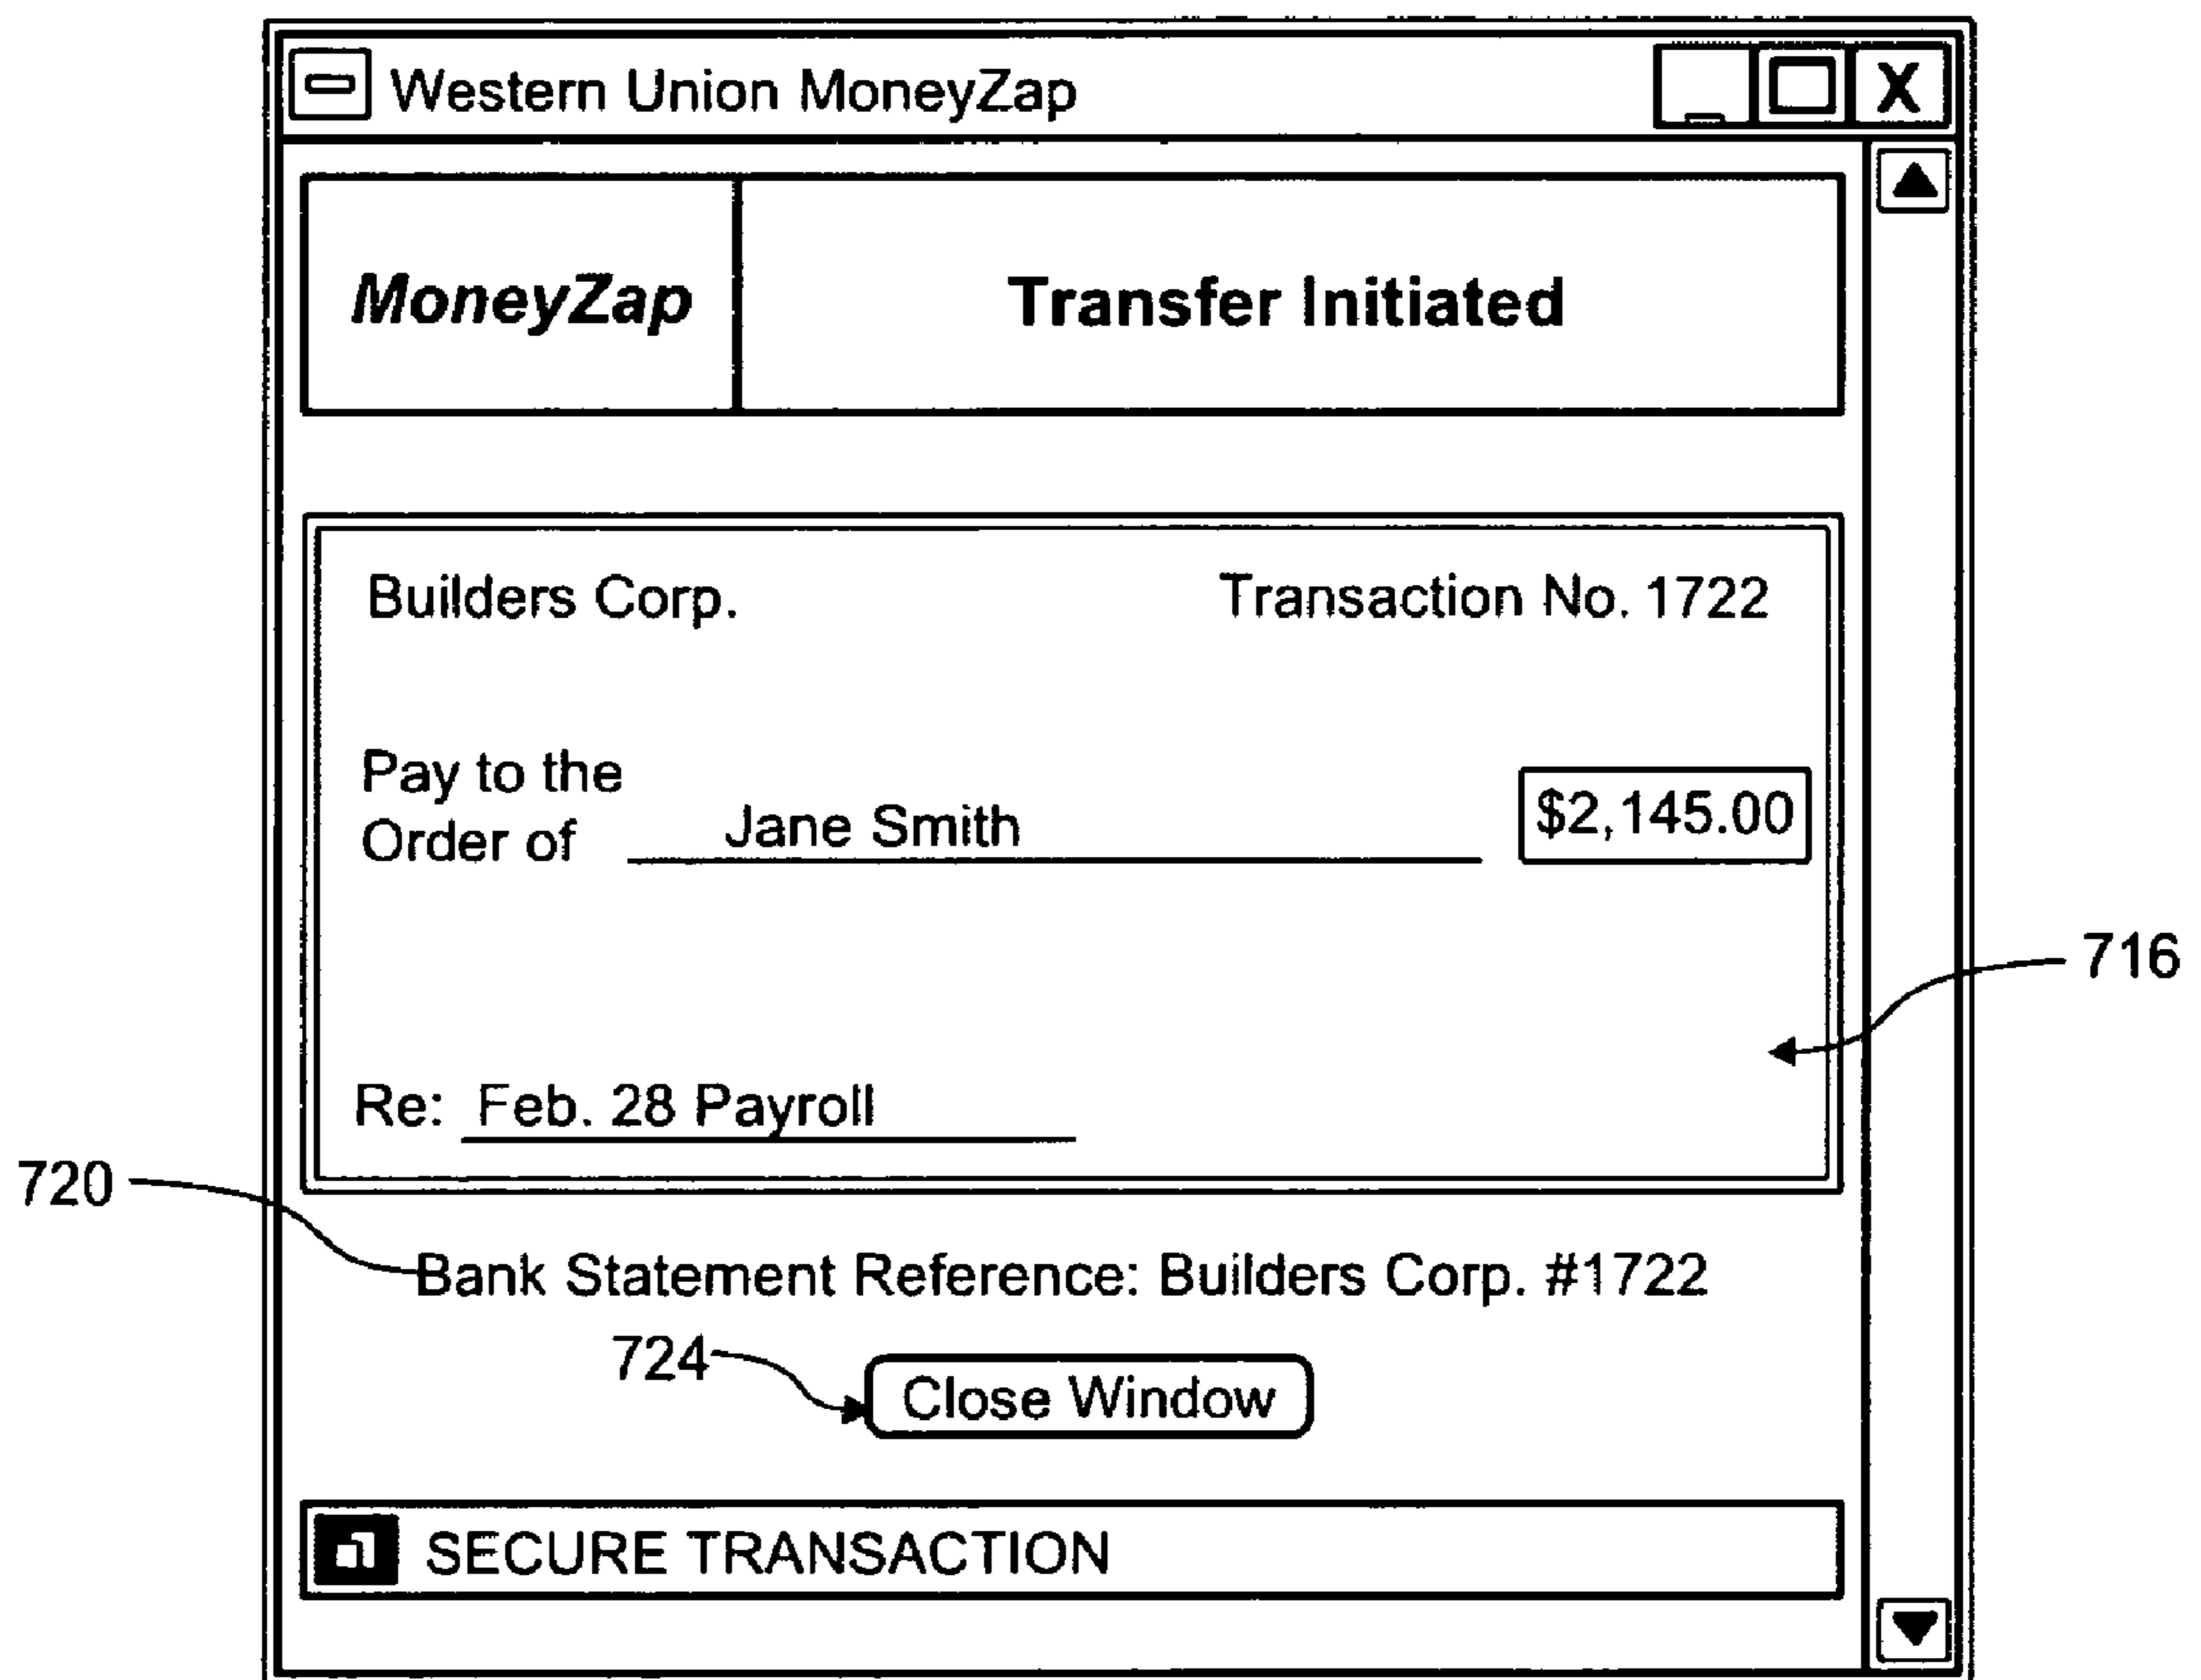 Western Union MoneyZap
X
MoneyZap
Transfer Initiated
Builders Corp.
Transaction No. 1722
Pay to the
Order of Jane Smith
$2,145.00
716
Re: Feb. 28 Payroll
720
Bank Statement Reference: Builders Corp. #1722
724
Close Window
SECURE TRANSACTION